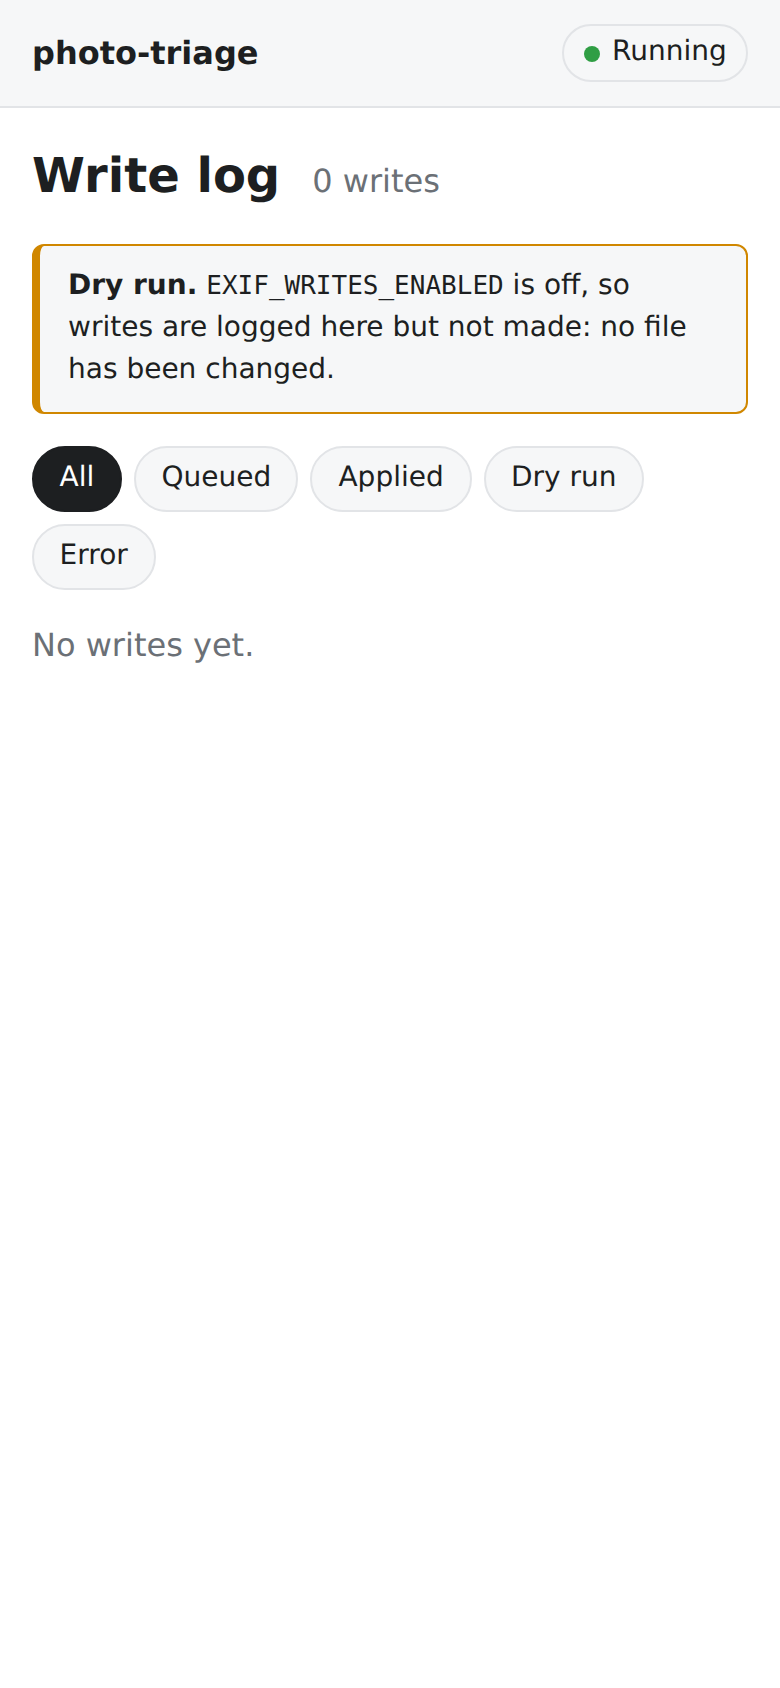 photo-triage
Running
Write log 0 writes
Dry run. EXIF_WRITES_ENABLED is off, so
writes are logged here but not made: no file
has been changed.
All Queued Applied Dry run
Error
No writes yet.